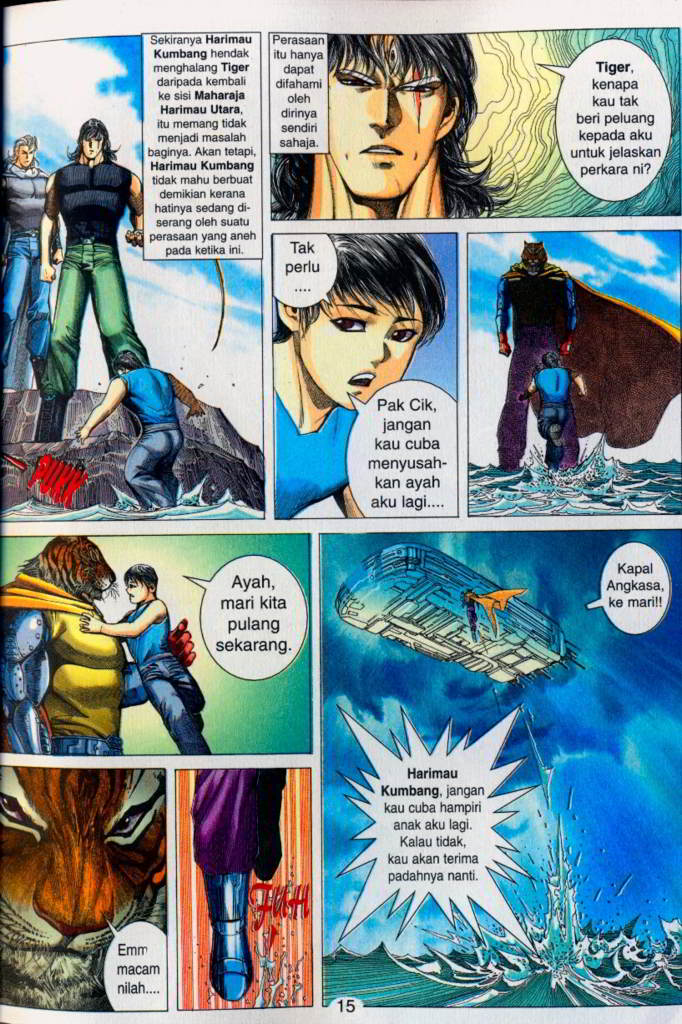 Sekiranya Harimau
Kumbang hendak
menghalang Tiger
daripada kembali
ke sisi Maharaja
Harimau Utara,
itu memang tidak
menjadi masalah
baginya. Akan tetapi,
Harimau Kumbang
tidak mahu berbuat
demikian kerana
hatinya sedang di-
serang oleh suatu
perasaan yang aneh
pada ketika ini.
Perasaan
itu hanya
dapat
difahami
oleh
dirinya
sendiri
sahaja.
Tiger,
kenapa
kau tak
beri peluang
kepada aku
untuk jelaskan
perkara ni?
Tak
perlu
....
Pak Cik,
jangan
kau cuba
menyusah-
kan ayah
aku lagi....
Ayah,
mari kita
pulang
sekarang.
Kapal
Angkasa,
ke mari!!
Harimau
Kumbang, jangan
kau cuba hampiri
anak aku lagi.
Kalau tidak,
kau akan terima
padahnya nanti.
Emm
macam
nilah....
15